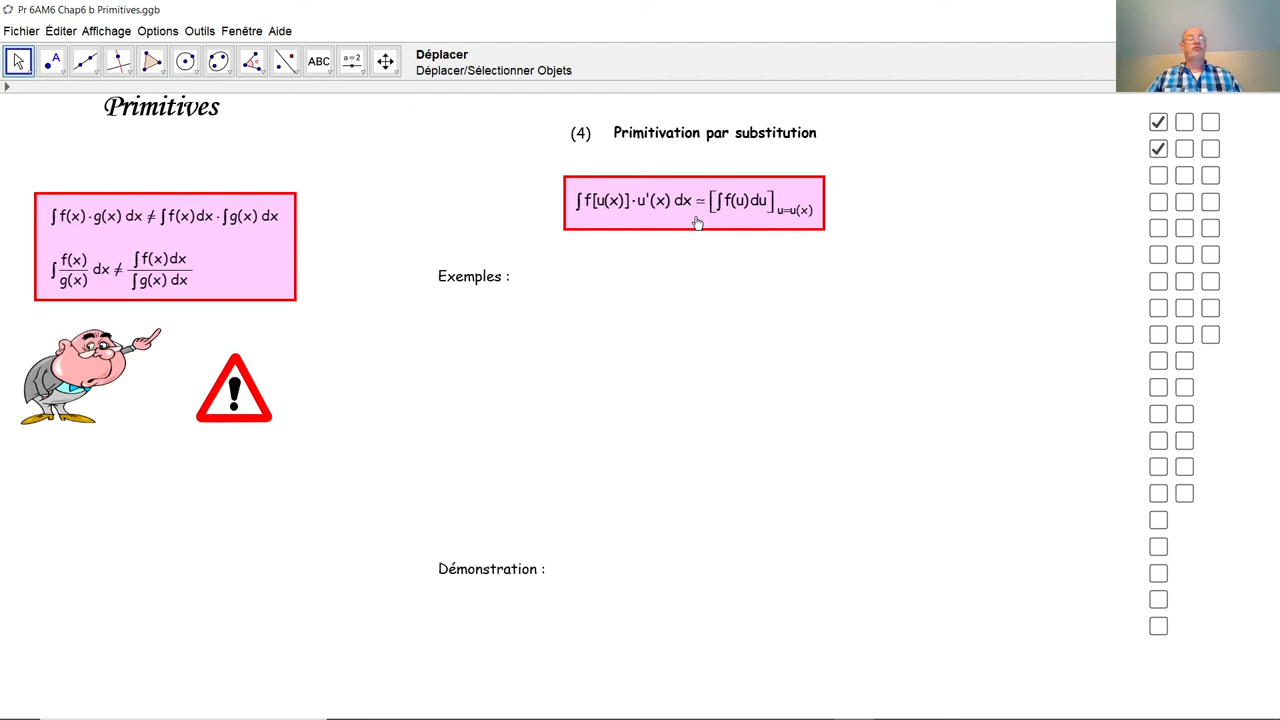 Pr 6AM6 Chap6 b Primitives.ggb
Fichier Éditer Affichage Options Outils Fenêtre Aide
A
ABC
a=2
Déplacer
Déplacer/Sélectionner Objets
Primitives
(4) Primitivation par substitution
∫f[u(x)]·u'(x) dx ≃ [∫f(u)du] u=u(x)
∫f(x)·g(x) dx ≠ ∫f(x)dx·∫g(x) dx
∫ f(x)/g(x) dx ≠ ∫f(x)dx/∫g(x) dx
Exemples :
!
Démonstration :